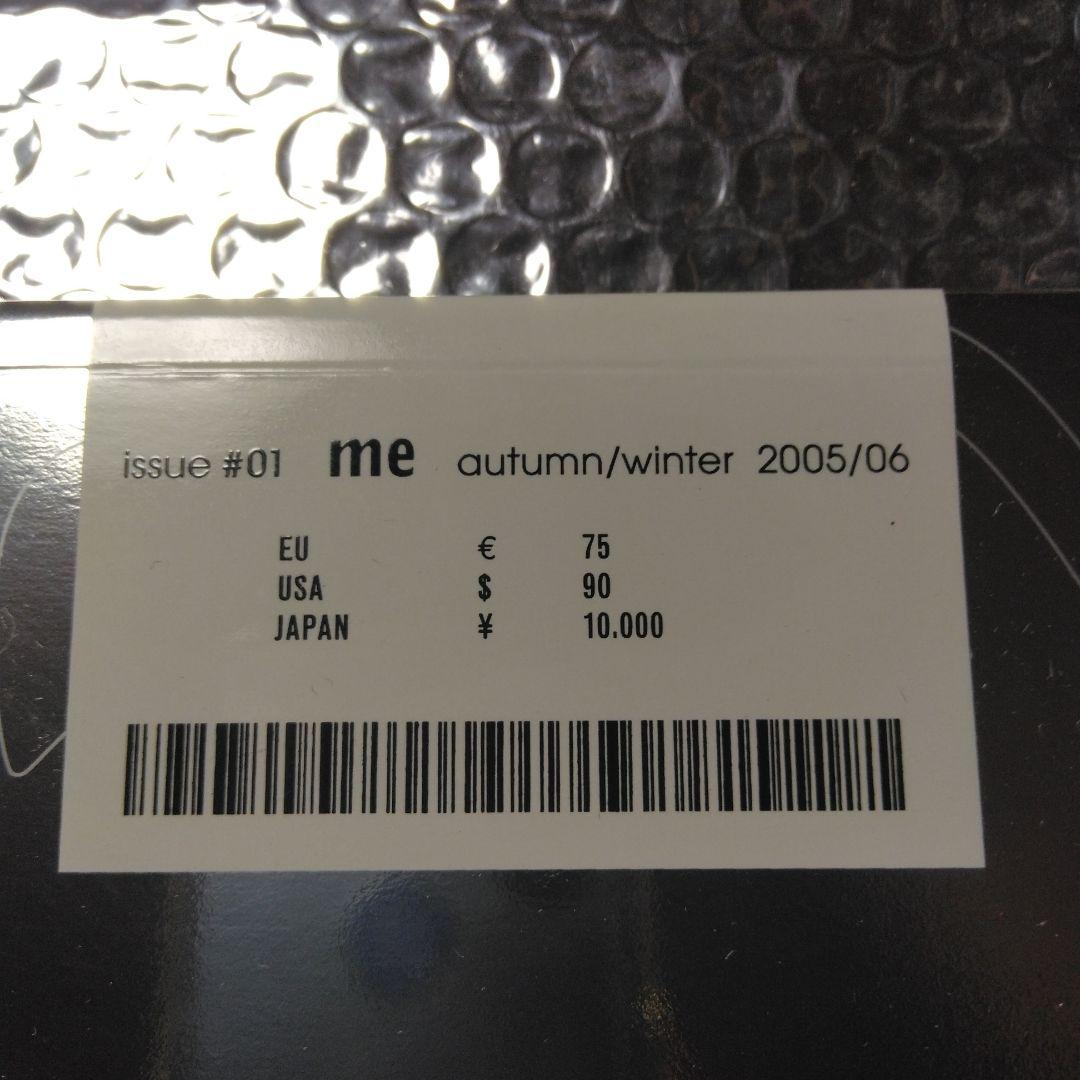 issue #01 me autumn/winter 2005/06
EU € 75
USA $ 90
JAPAN ¥ 10.000